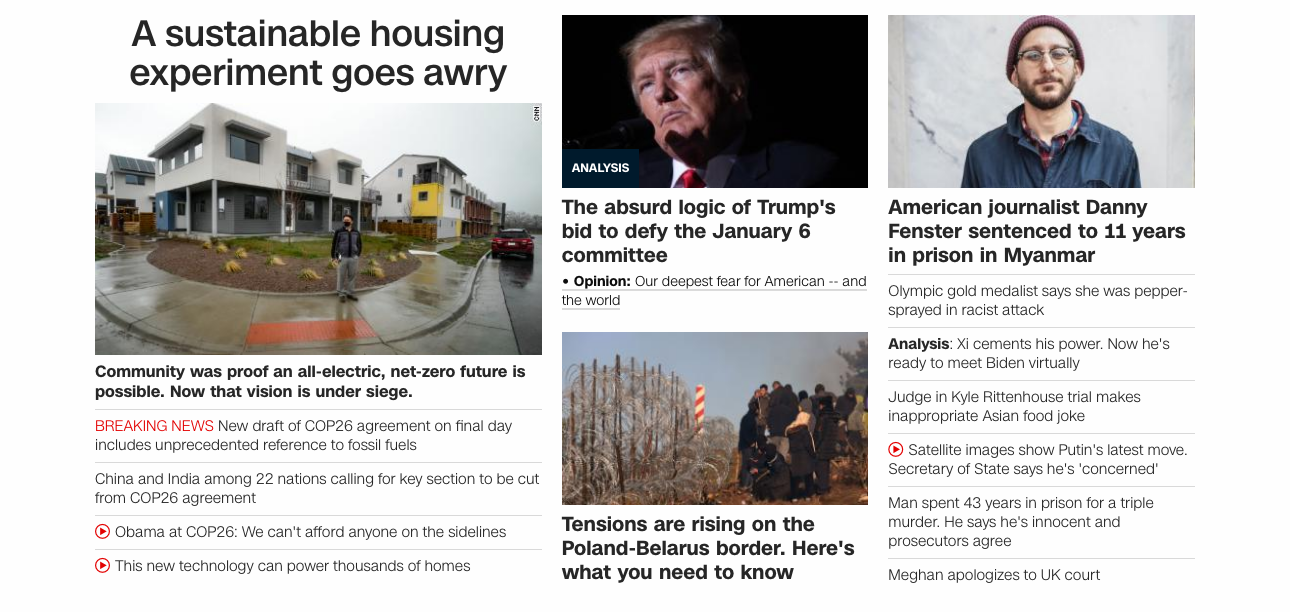 A sustainable housing
experiment goes awry
CNN
Community was proof an all-electric, net-zero future is
possible. Now that vision is under siege.
BREAKING NEWS New draft of COP26 agreement on final day
includes unprecedented reference to fossil fuels
China and India among 22 nations calling for key section to be cut
from COP26 agreement
Obama at COP26: We can't afford anyone on the sidelines
This new technology can power thousands of homes
ANALYSIS
The absurd logic of Trump's
bid to defy the January 6
committee
• Opinion: Our deepest fear for American -- and
the world
Tensions are rising on the
Poland-Belarus border. Here's
what you need to know
American journalist Danny
Fenster sentenced to 11 years
in prison in Myanmar
Olympic gold medalist says she was pepper-
sprayed in racist attack
Analysis: Xi cements his power. Now he's
ready to meet Biden virtually
Judge in Kyle Rittenhouse trial makes
inappropriate Asian food joke
Satellite images show Putin's latest move.
Secretary of State says he's 'concerned'
Man spent 43 years in prison for a triple
murder. He says he's innocent and
prosecutors agree
Meghan apologizes to UK court